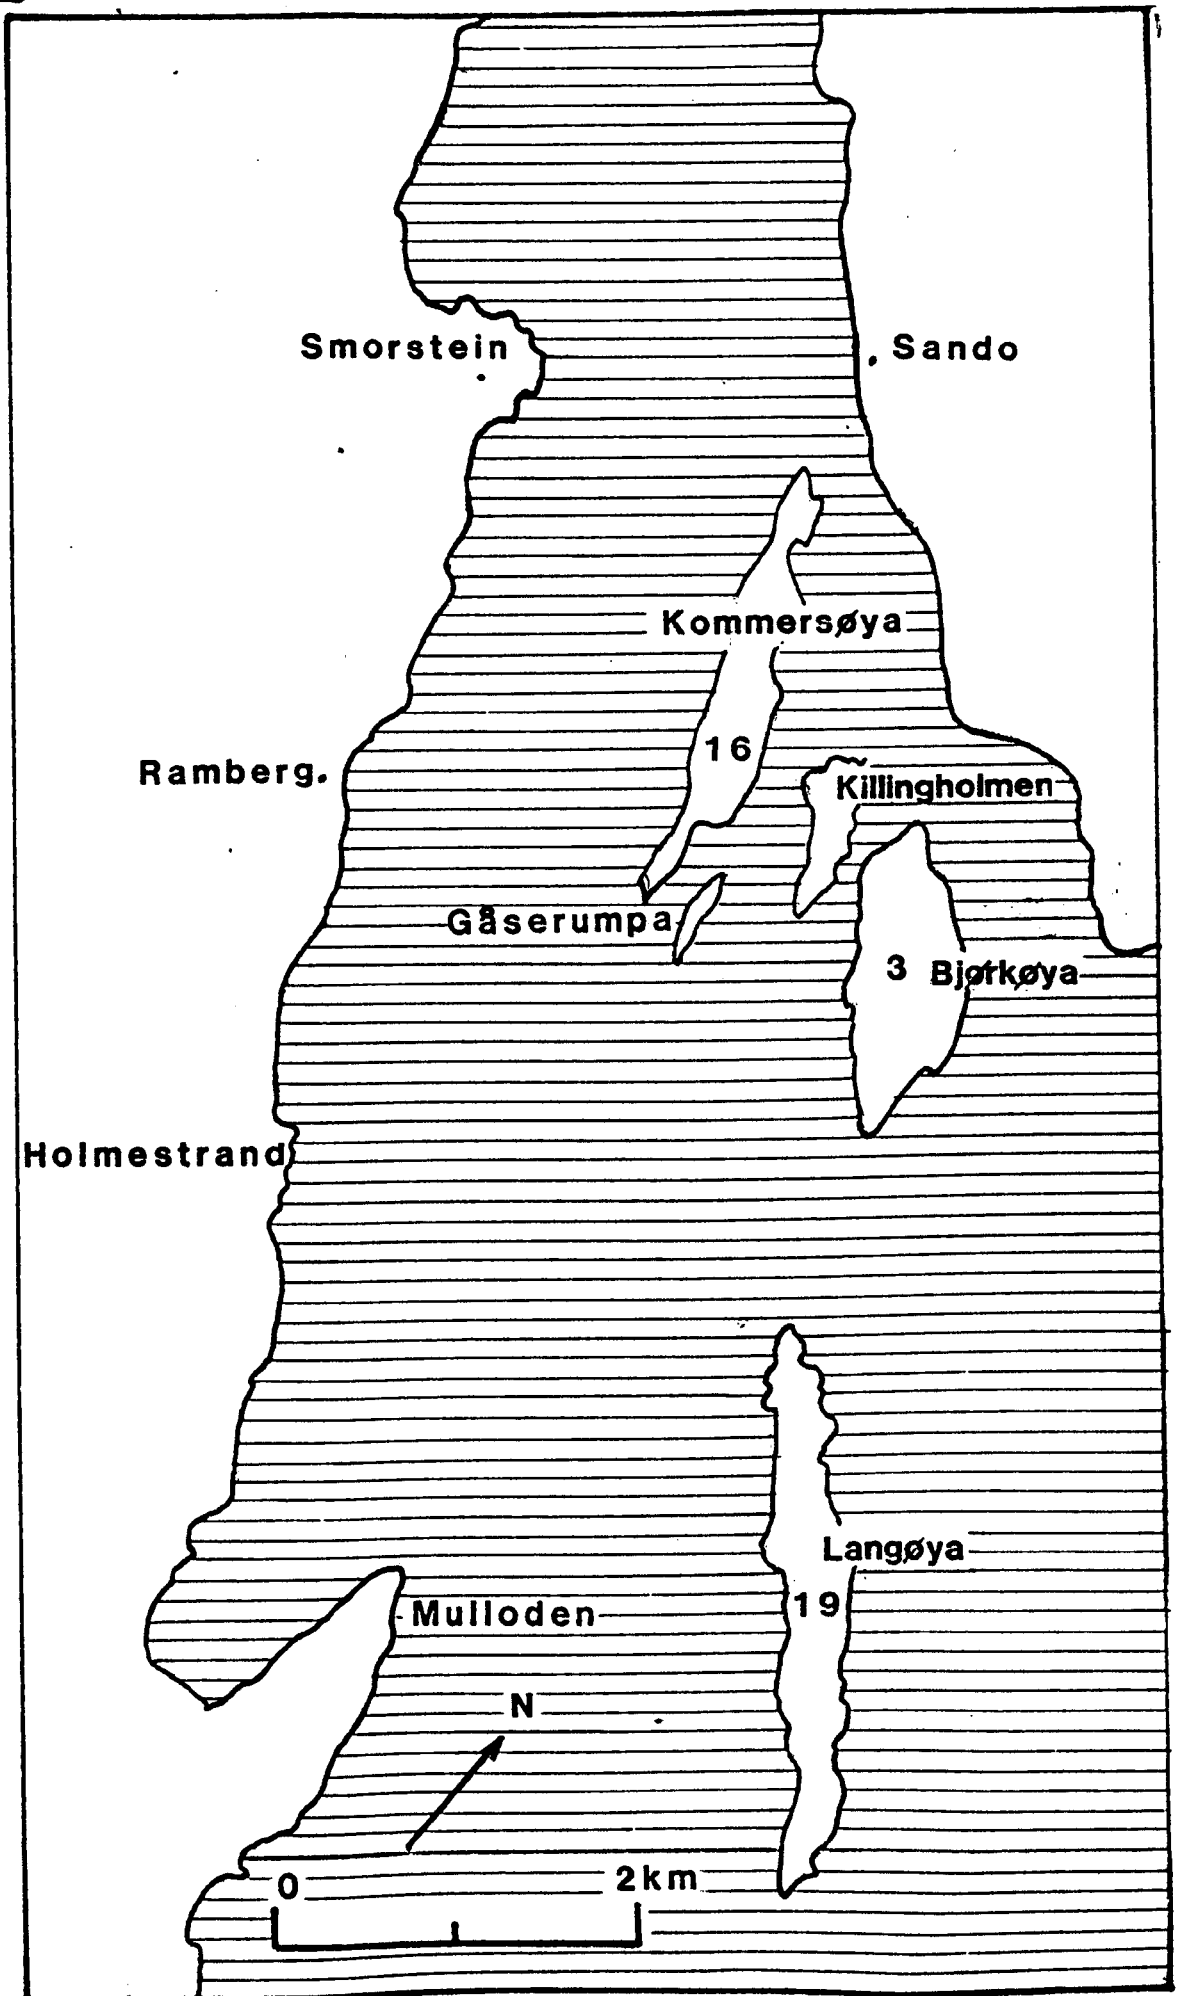 Smorstein
Sando
Kommersøya
16
Ramberg.
Killingholmen
Gåserumpa
3 Bjørkøya
Holmestrand
Langøya
19
Mulloden
N
0 2km